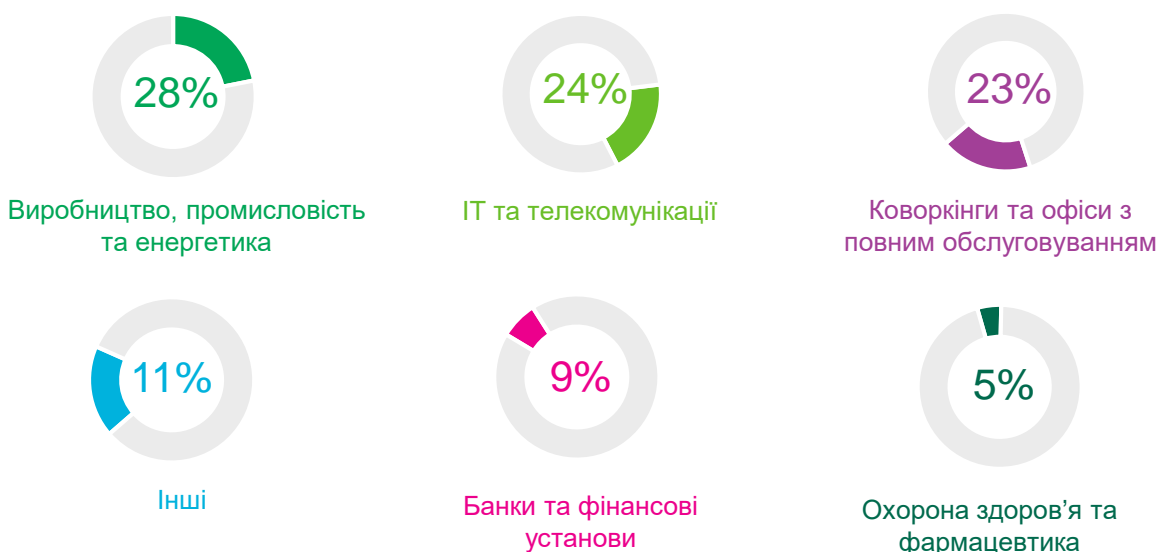 28%
24%
23%
Виробництво, промисловість
та енергетика
ІТ та телекомунікації
Коворкінги та офіси з
повним обслуговуванням
11%
9%
5%
Інші
Банки та фінансові
установи
Охорона здоров’я та
фармацевтика